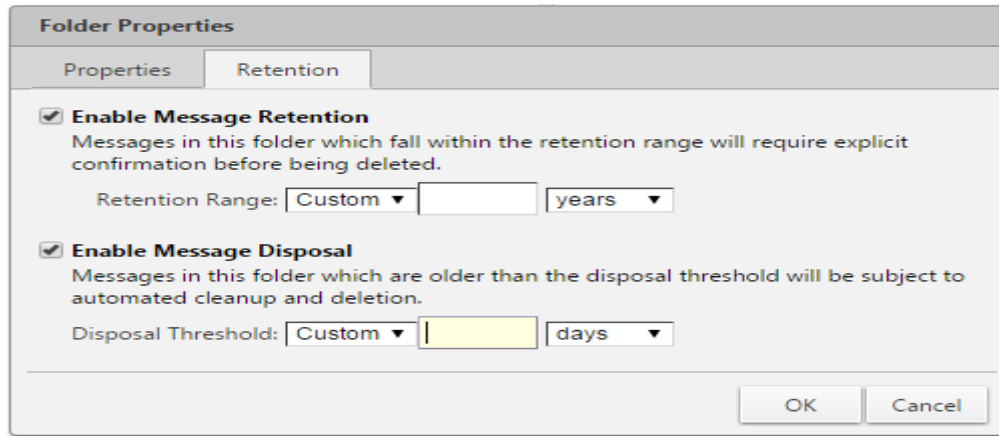 Folder Properties
Properties Retention
Enable Message Retention
Messages in this folder which fall within the retention range will require explicit
confirmation before being deleted.
Retention Range: Custom years
Enable Message Disposal
Messages in this folder which are older than the disposal threshold will be subject to
automated cleanup and deletion.
Disposal Threshold: Custom days
OK Cancel